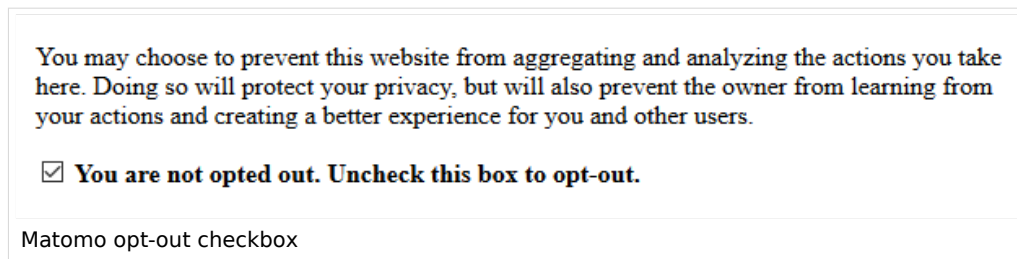 You may choose to prevent this website from aggregating and analyzing the actions you take
here. Doing so will protect your privacy, but will also prevent the owner from learning from
your actions and creating a better experience for you and other users.
You are not opted out. Uncheck this box to opt-out.
Matomo opt-out checkbox